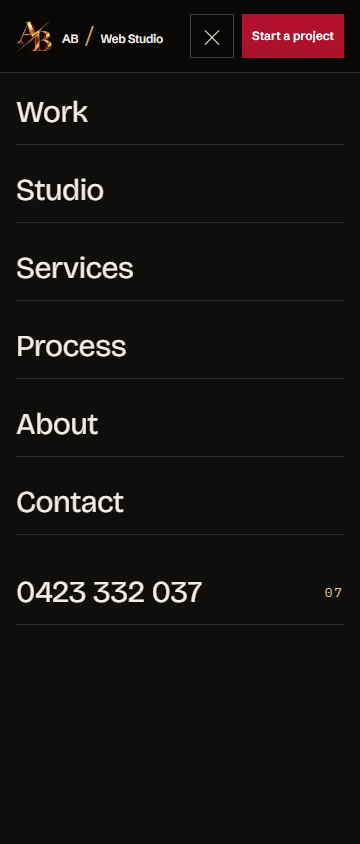 AB AB / Web Studio
Start a project
Work
Studio
Services
Process
About
Contact
0423 332 037 07